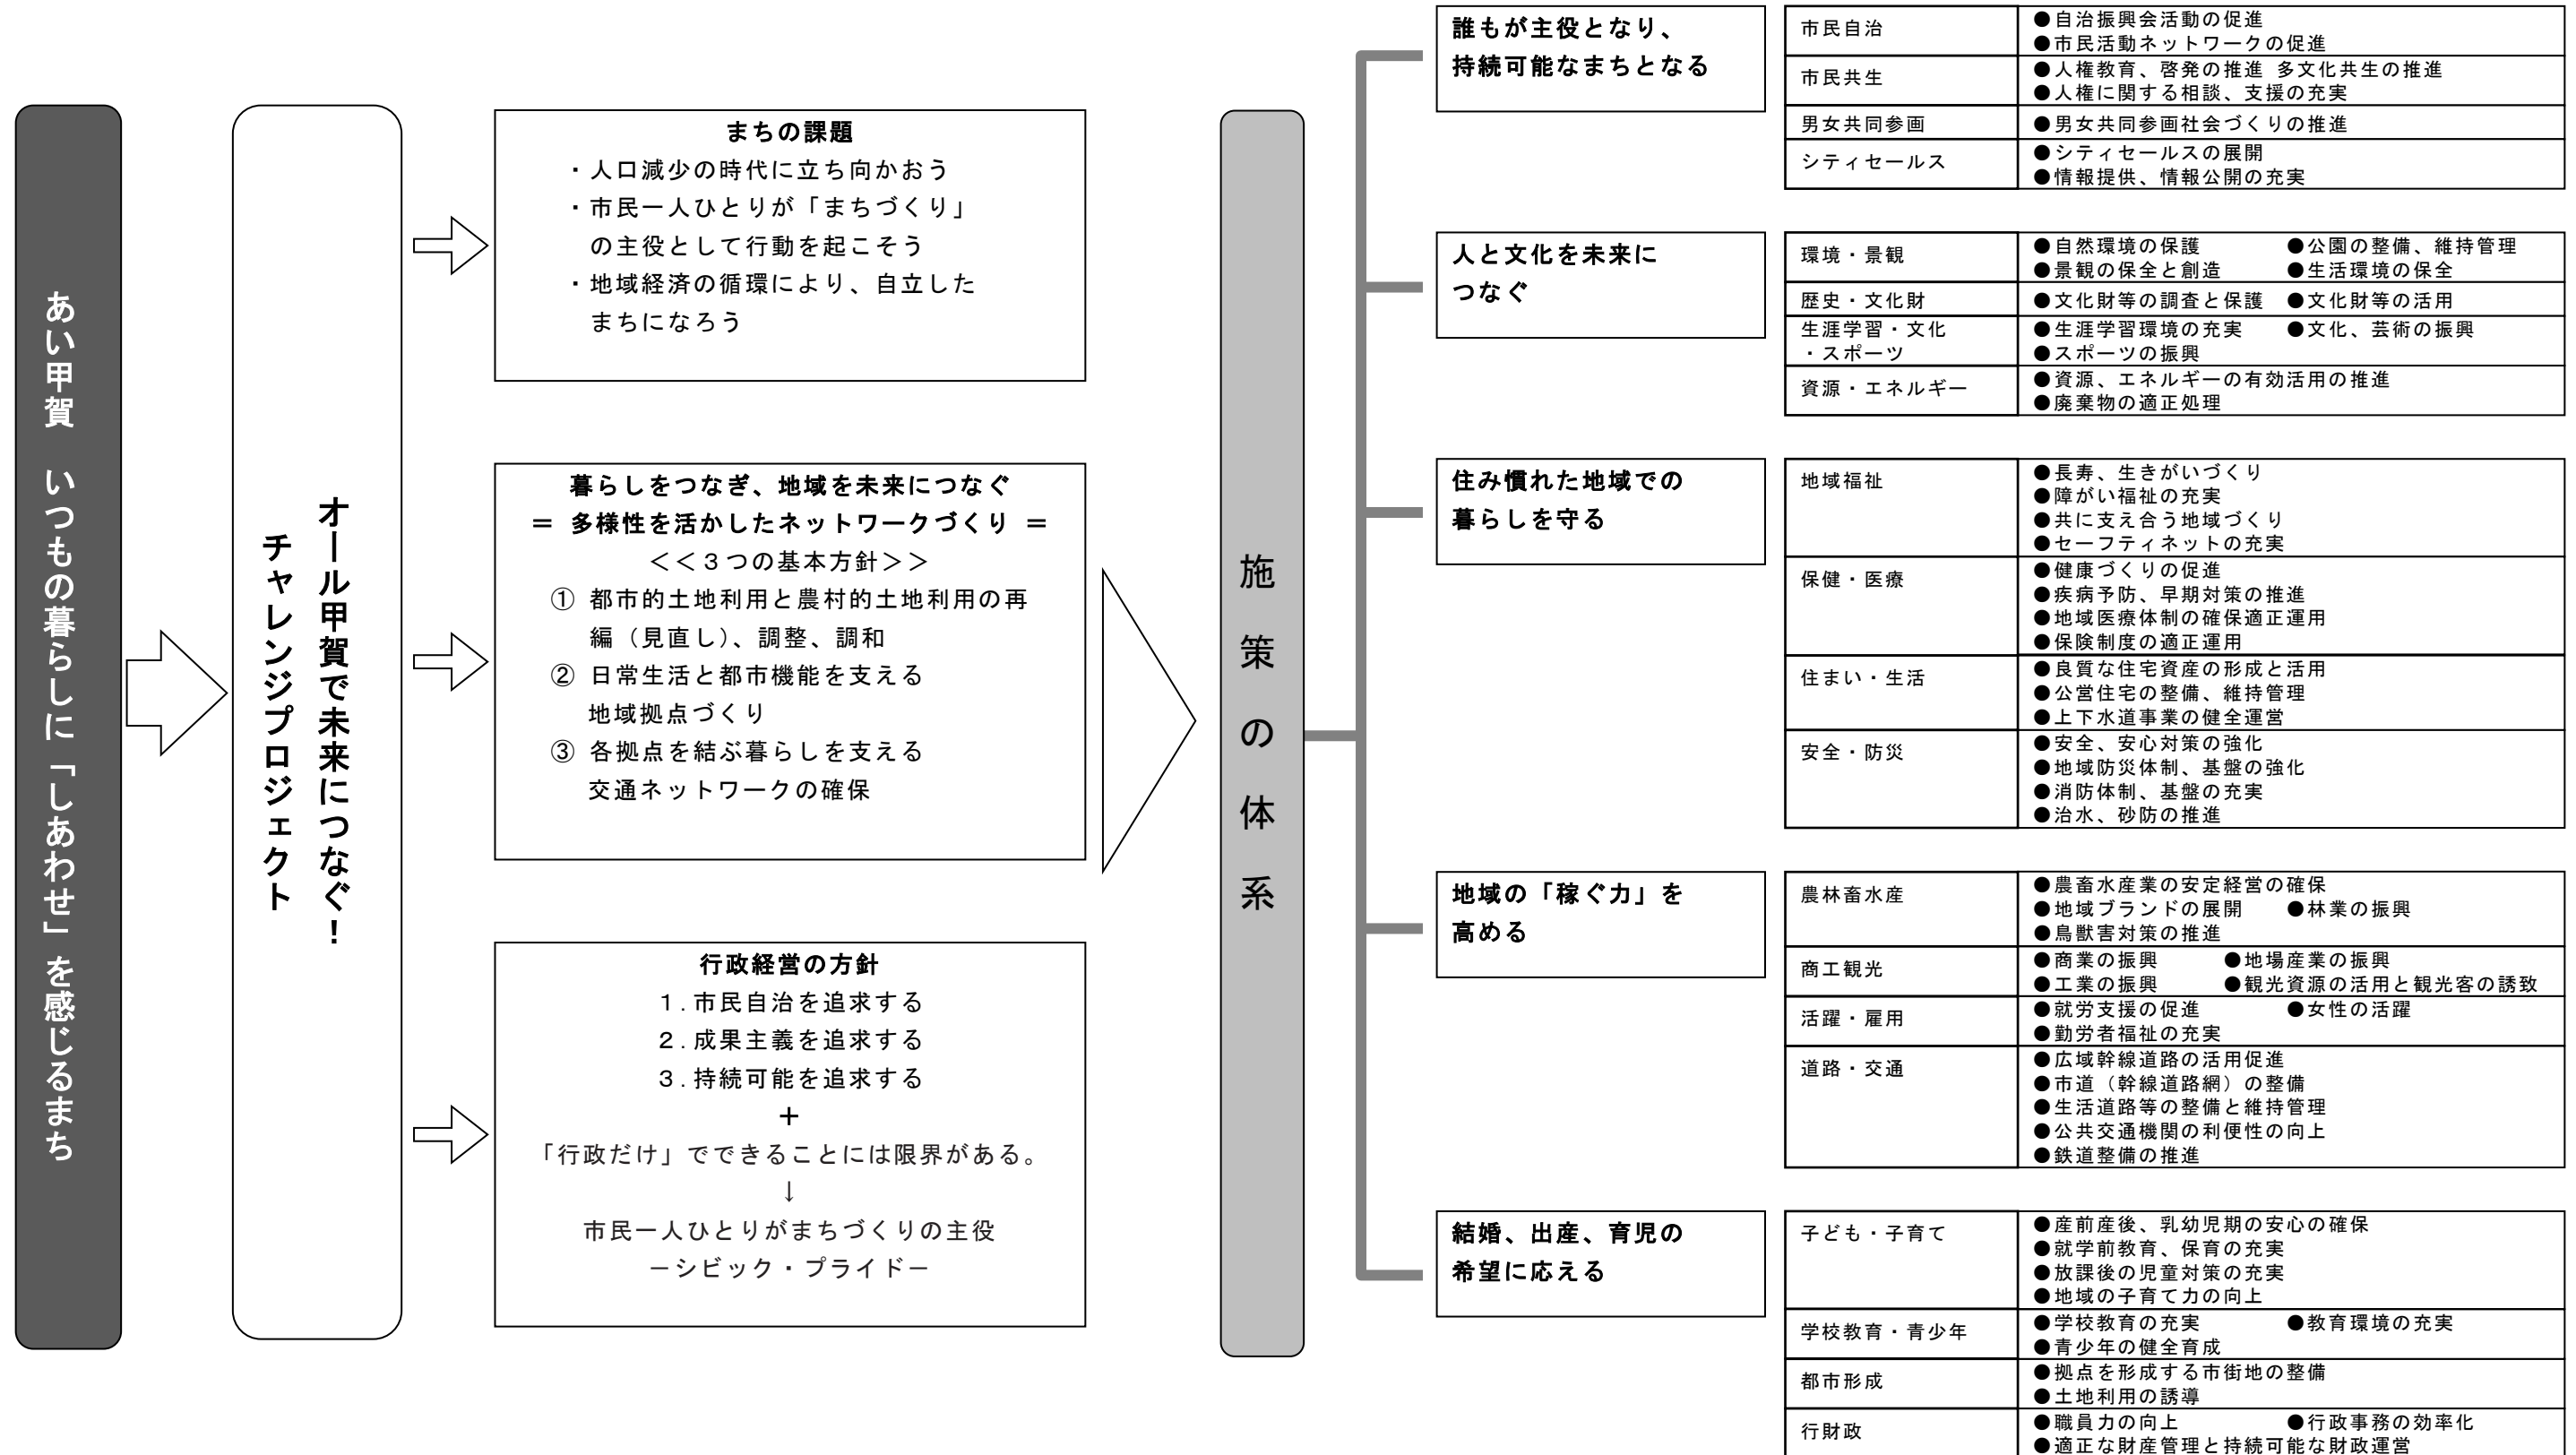 あい甲賀　いつもの暮らしに「しあわせ」を感じるまち
オール甲賀で未来につなぐ！
チャレンジプロジェクト
まちの課題
・人口減少の時代に立ち向かおう
・市民一人ひとりが「まちづくり」
の主役として行動を起こそう
・地域経済の循環により、自立した
まちになろう
暮らしをつなぎ、地域を未来につなぐ
＝ 多様性を活かしたネットワークづくり ＝
＜＜３つの基本方針＞＞
① 都市的土地利用と農村的土地利用の再
編（見直し）、調整、調和
② 日常生活と都市機能を支える
地域拠点づくり
③ 各拠点を結ぶ暮らしを支える
交通ネットワークの確保
行政経営の方針
１.市民自治を追求する
２.成果主義を追求する
３.持続可能を追求する
＋
「行政だけ」でできることには限界がある。
↓
市民一人ひとりがまちづくりの主役
－シビック・プライド－
施策の体系
誰もが主役となり、
持続可能なまちとなる
市民自治
●自治振興会活動の促進
●市民活動ネットワークの促進
市民共生
●人権教育、啓発の推進 多文化共生の推進
●人権に関する相談、支援の充実
男女共同参画
●男女共同参画社会づくりの推進
シティセールス
●シティセールスの展開
●情報提供、情報公開の充実
人と文化を未来に
つなぐ
環境・景観
●自然環境の保護　●公園の整備、維持管理
●景観の保全と創造　●生活環境の保全
歴史・文化財
●文化財等の調査と保護　●文化財等の活用
生涯学習・文化
・スポーツ
●生涯学習環境の充実　●文化、芸術の振興
●スポーツの振興
資源・エネルギー
●資源、エネルギーの有効活用の推進
●廃棄物の適正処理
住み慣れた地域での
暮らしを守る
地域福祉
●長寿、生きがいづくり
●障がい福祉の充実
●共に支え合う地域づくり
●セーフティネットの充実
保健・医療
●健康づくりの促進
●疾病予防、早期対策の推進
●地域医療体制の確保適正運用
●保険制度の適正運用
住まい・生活
●良質な住宅資産の形成と活用
●公営住宅の整備、維持管理
●上下水道事業の健全運営
安全・防災
●安全、安心対策の強化
●地域防災体制、基盤の強化
●消防体制、基盤の充実
●治水、砂防の推進
地域の「稼ぐ力」を
高める
農林畜水産
●農畜水産業の安定経営の確保
●地域ブランドの展開　●林業の振興
●鳥獣害対策の推進
商工観光
●商業の振興　●地場産業の振興
●工業の振興　●観光資源の活用と観光客の誘致
活躍・雇用
●就労支援の促進　●女性の活躍
●勤労者福祉の充実
道路・交通
●広域幹線道路の活用促進
●市道（幹線道路網）の整備
●生活道路等の整備と維持管理
●公共交通機関の利便性の向上
●鉄道整備の推進
結婚、出産、育児の
希望に応える
子ども・子育て
●産前産後、乳幼児期の安心の確保
●就学前教育、保育の充実
●放課後の児童対策の充実
●地域の子育て力の向上
学校教育・青少年
●学校教育の充実　●教育環境の充実
●青少年の健全育成
都市形成
●拠点を形成する市街地の整備
●土地利用の誘導
行財政
●職員力の向上　●行政事務の効率化
●適正な財産管理と持続可能な財政運営